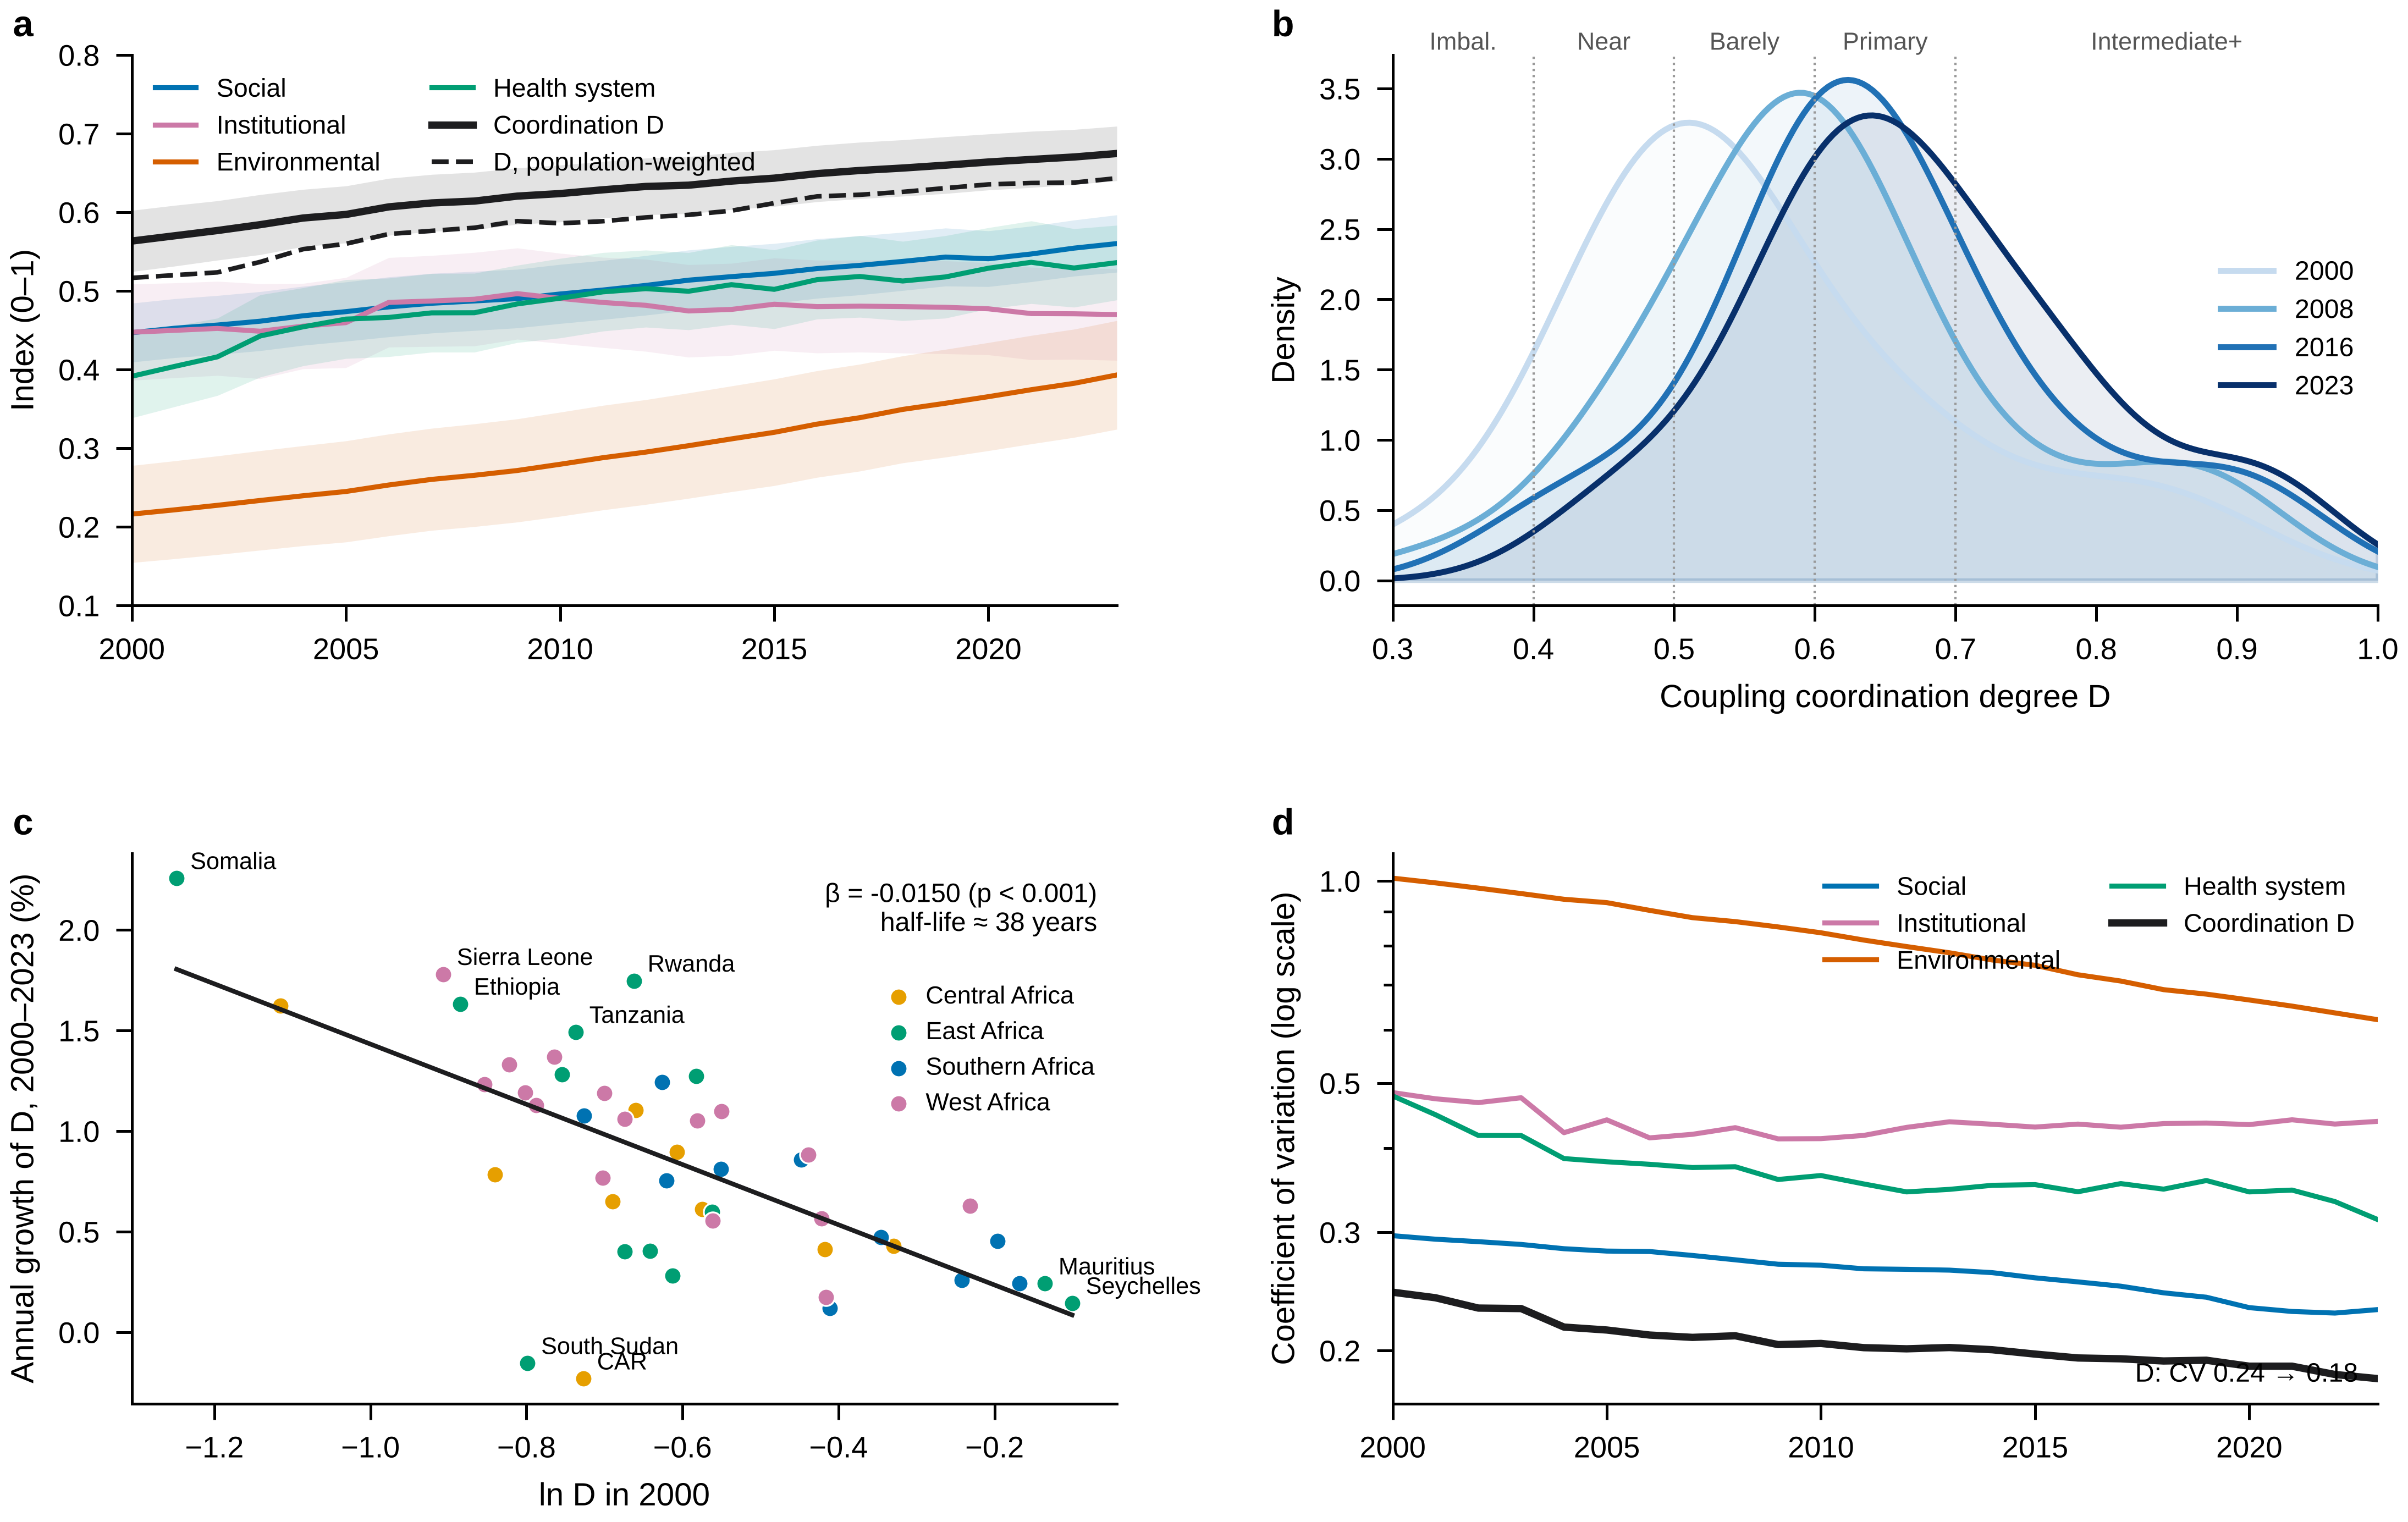 a
0.8
0.7
0.6
0.5
0.4
0.3
0.2
0.1
Index (0–1)
Social
Institutional
Environmental
Health system
Coordination D
D, population-weighted
2000
2005
2010
2015
2020
b
Imbal.
Near
Barely
Primary
Intermediate+
3.5
3.0
2.5
2.0
1.5
1.0
0.5
0.0
Density
2000
2008
2016
2023
0.3
0.4
0.5
0.6
0.7
0.8
0.9
1.0
Coupling coordination degree D
c
2.0
1.5
1.0
0.5
0.0
Annual growth of D, 2000–2023 (%)
Somalia
Sierra Leone
Ethiopia
Rwanda
Tanzania
β = -0.0150 (p < 0.001)
half-life ≈ 38 years
Central Africa
East Africa
Southern Africa
West Africa
Mauritius
Seychelles
South Sudan
CAR
−1.2
−1.0
−0.8
−0.6
−0.4
−0.2
ln D in 2000
d
1.0
0.5
0.3
0.2
Coefficient of variation (log scale)
Social
Institutional
Environmental
Health system
Coordination D
D: CV 0.24 → 0.18
2000
2005
2010
2015
2020